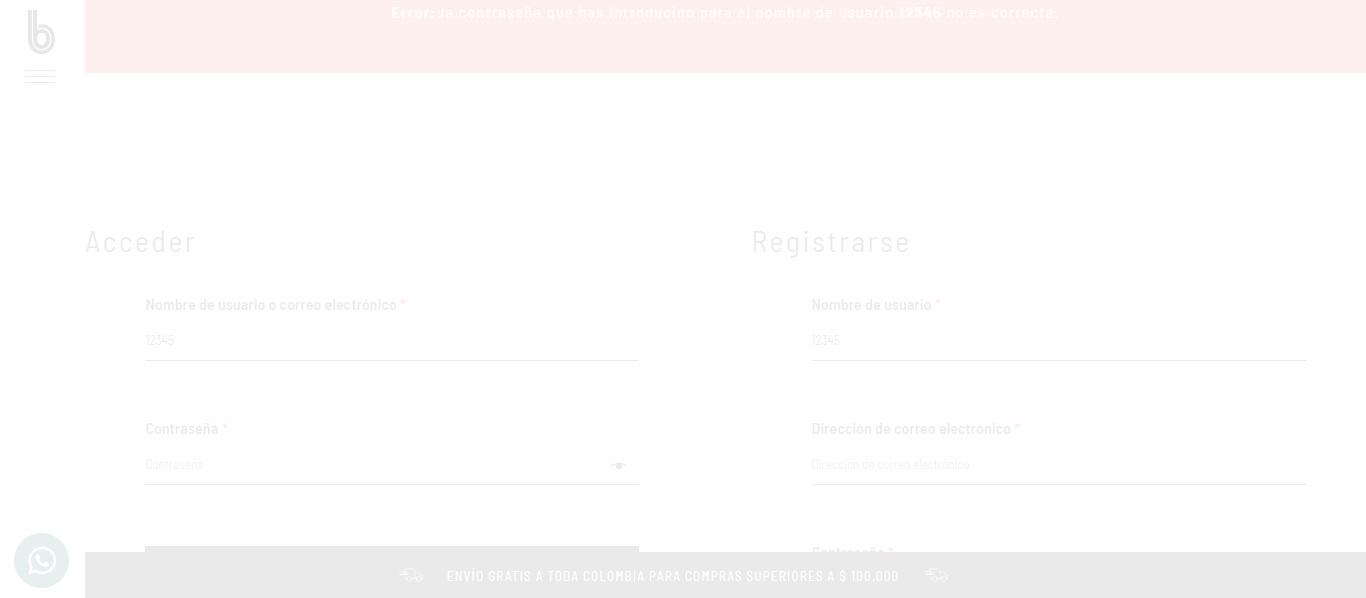 Error: la contraseña que has introducido para el nombre de usuario 12345 no es correcta.
Acceder
Nombre de usuario o correo electrónico *
12345
Contraseña *
Contraseña
Registrarse
Nombre de usuario *
12345
Dirección de correo electrónico *
Dirección de correo electrónico
Contraseña *
ENVÍO GRATIS A TODA COLOMBIA PARA COMPRAS SUPERIORES A $ 100.000